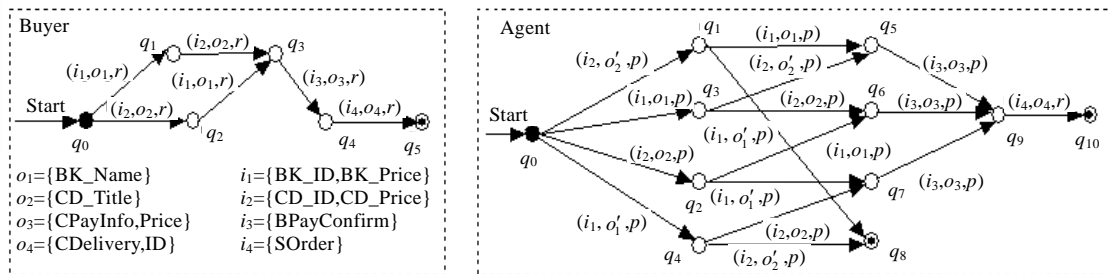 Buyer
q1
(i2,o2,r)
q3
(i1,o1,r)
(i1,o1,r)
(i3,o3,r)
Start
(i2,o2,r)
(i4,o4,r)
q0
q2
q4
q5
o1={BK_Name}
i1={BK_ID,BK_Price}
o2={CD_Title}
i2={CD_ID,CD_Price}
o3={CPayInfo,Price}
i3={BPayConfirm}
o4={CDelivery,ID}
i4={SOrder}
Agent
q1
(i1,o1,p)
q5
(i2,o′2,p)
(i2,o′2,p)
(i3,o3,p)
q3
(i1,o1,p)
(i2,o2,p)
q6
(i3,o3,p)
(i4,o4,r)
Start
(i1,o′1,p)
q0
q9
q10
(i2,o2,p)
(i1,o1,p)
q2
(i1,o′1,p)
q7
(i3,o3,p)
(i1,o′1,p)
(i2,o2,p)
q4
(i2,o′2,p)
q8